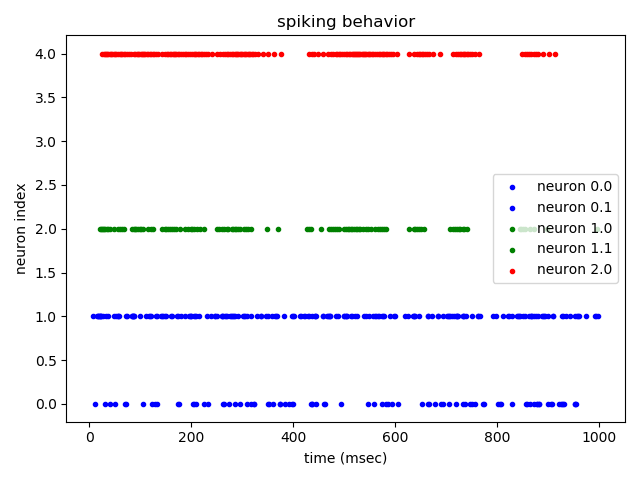 spiking behavior
4.0
3.5
3.0
2.5
2.0
1.5
1.0
0.5
0.0
neuron index
neuron 0.0
neuron 0.1
neuron 1.0
neuron 1.1
neuron 2.0
0 200 400 600 800 1000
time (msec)